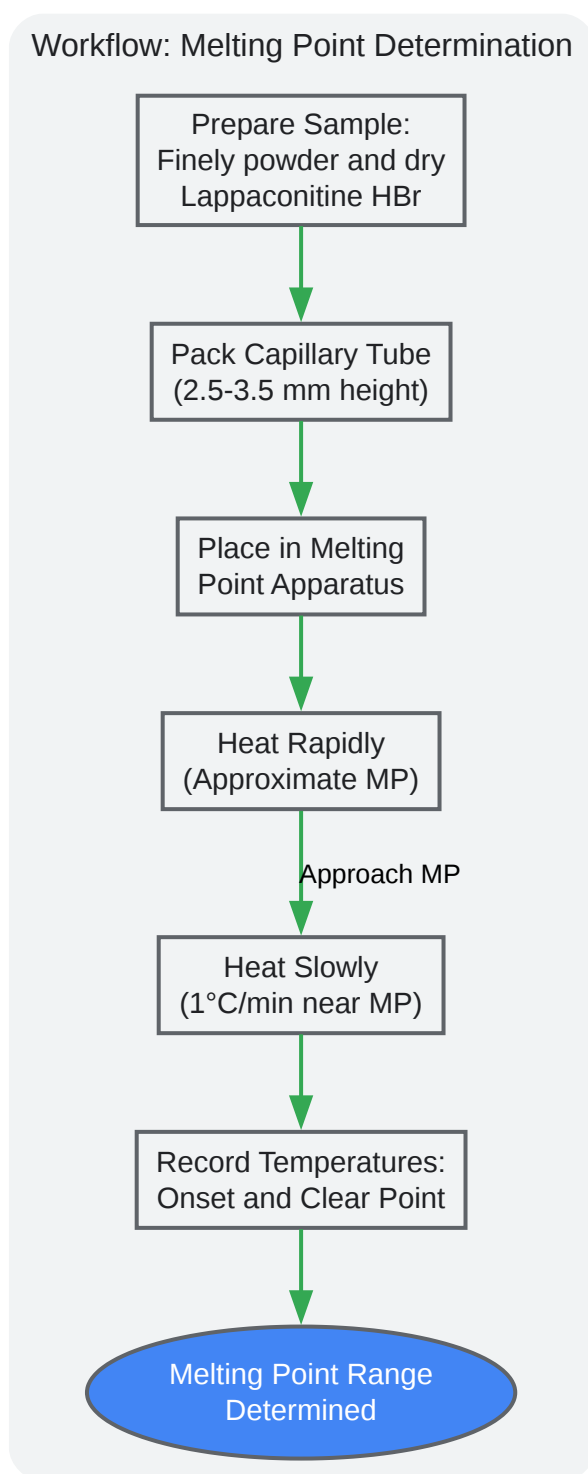 Workflow: Melting Point Determination
Prepare Sample:
Finely powder and dry
Lappaconitine HBr
Pack Capillary Tube
(2.5-3.5 mm height)
Place in Melting
Point Apparatus
Heat Rapidly
(Approximate MP)
Approach MP
Heat Slowly
(1°C/min near MP)
Record Temperatures:
Onset and Clear Point
Melting Point Range
Determined